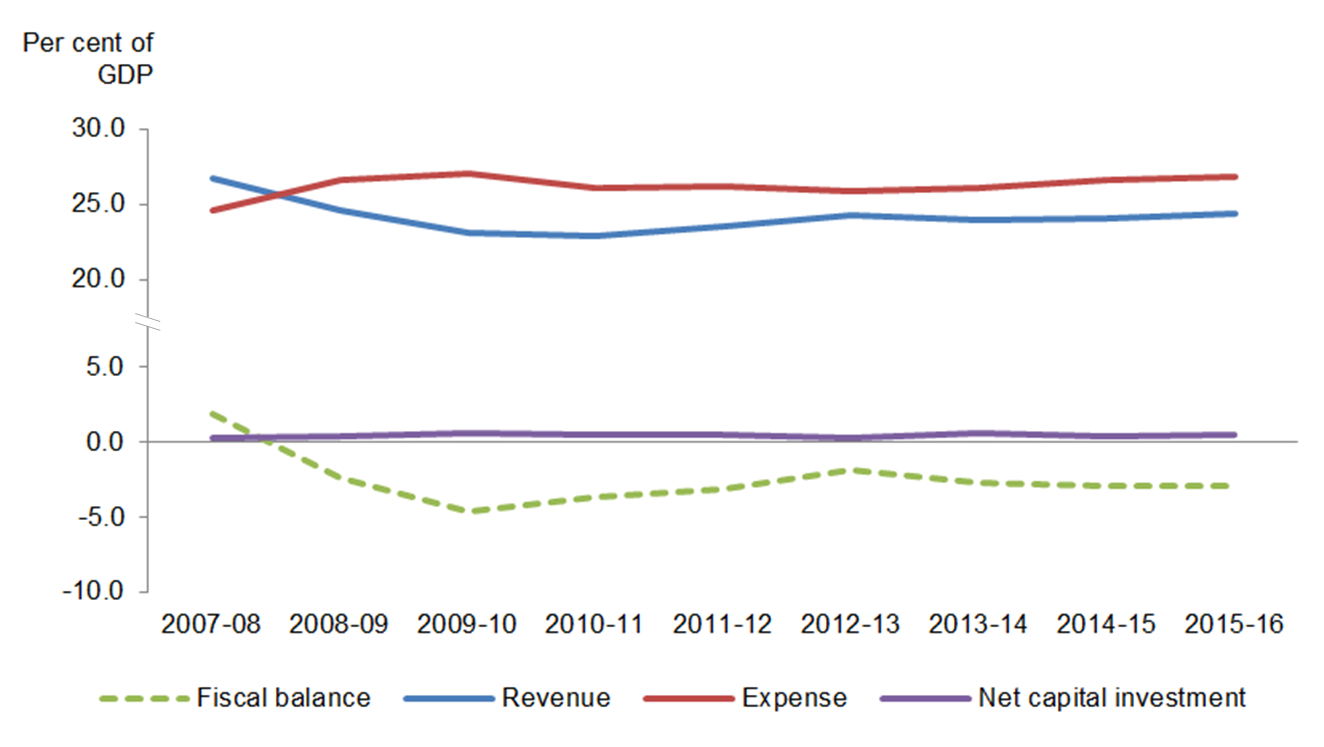 Per cent of
GDP
30.0
25.0
20.0
5.0
0.0
-5.0
-10.0
2007-08 2008-09 2009-10 2010-11 2011-12 2012-13 2013-14 2014-15 2015-16
Fiscal balance Revenue Expense Net capital investment